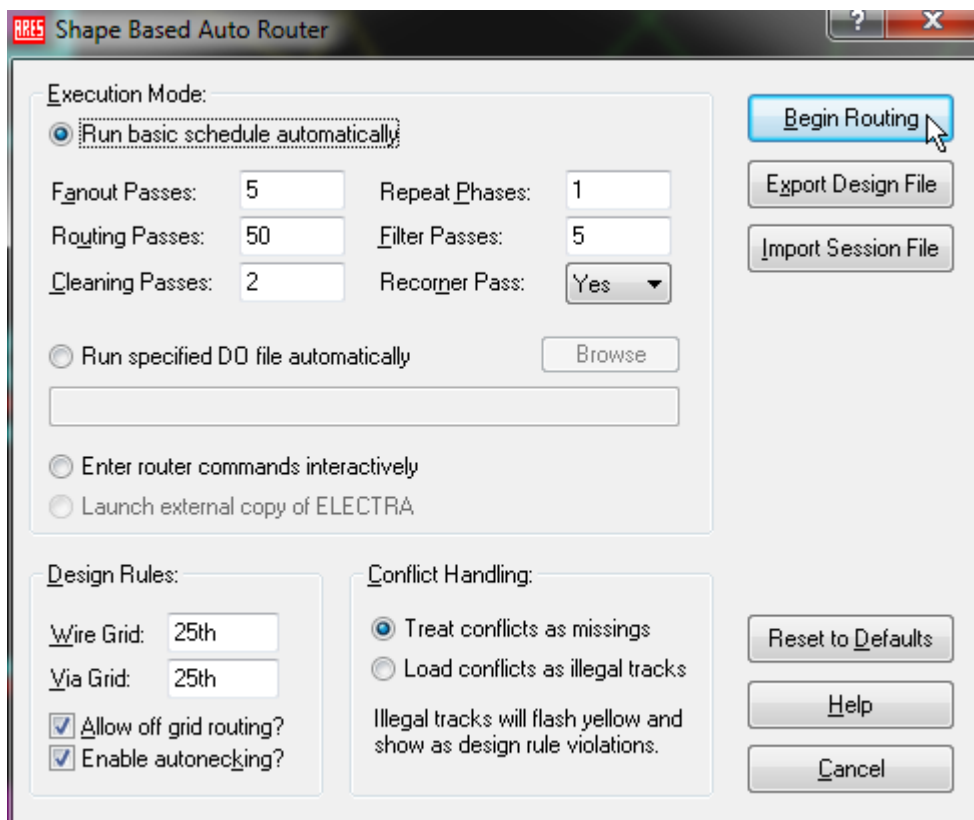 ARES Shape Based Auto Router ? X
Execution Mode:
Run basic schedule automatically
Fanout Passes: 5 Repeat Phases: 1
Routing Passes: 50 Filter Passes: 5
Cleaning Passes: 2 Recorner Pass: Yes
Run specified DO file automatically Browse
Enter router commands interactively
Launch external copy of ELECTRA
Begin Routing
Export Design File
Import Session File
Design Rules:
Wire Grid: 25th
Via Grid: 25th
Allow off grid routing?
Enable autonecking?
Conflict Handling:
Treat conflicts as missings
Load conflicts as illegal tracks
Illegal tracks will flash yellow and
show as design rule violations.
Reset to Defaults
Help
Cancel